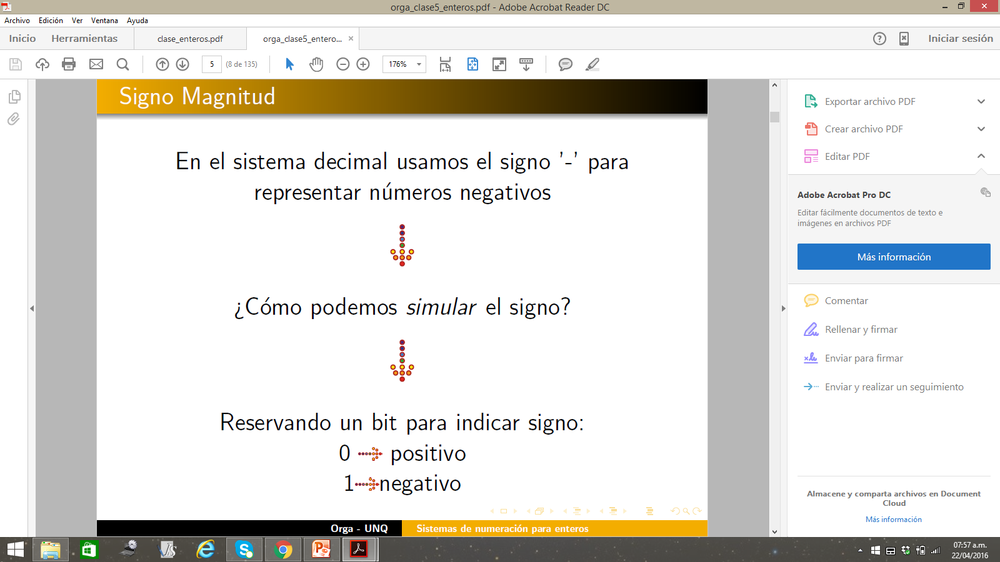 orga_clase5_enteros.pdf - Adobe Acrobat Reader DC
Archivo Edición Ver Ventana Ayuda
Inicio Herramientas clase_enteros.pdf orga_clase5_entero... × Iniciar sesión
5 (8 de 135) 176%
Signo Magnitud
En el sistema decimal usamos el signo '-' para
representar números negativos
¿Cómo podemos simular el signo?
Reservando un bit para indicar signo:
0 positivo
1 negativo
Orga - UNQ Sistemas de numeración para enteros
Exportar archivo PDF
Crear archivo PDF
Editar PDF
Adobe Acrobat Pro DC
Editar fácilmente documentos de texto e
imágenes en archivos PDF
Más información
Comentar
Rellenar y firmar
Enviar para firmar
Enviar y realizar un seguimiento
Almacene y comparta archivos en Document
Cloud
Más información
07:57 a.m.
22/04/2016